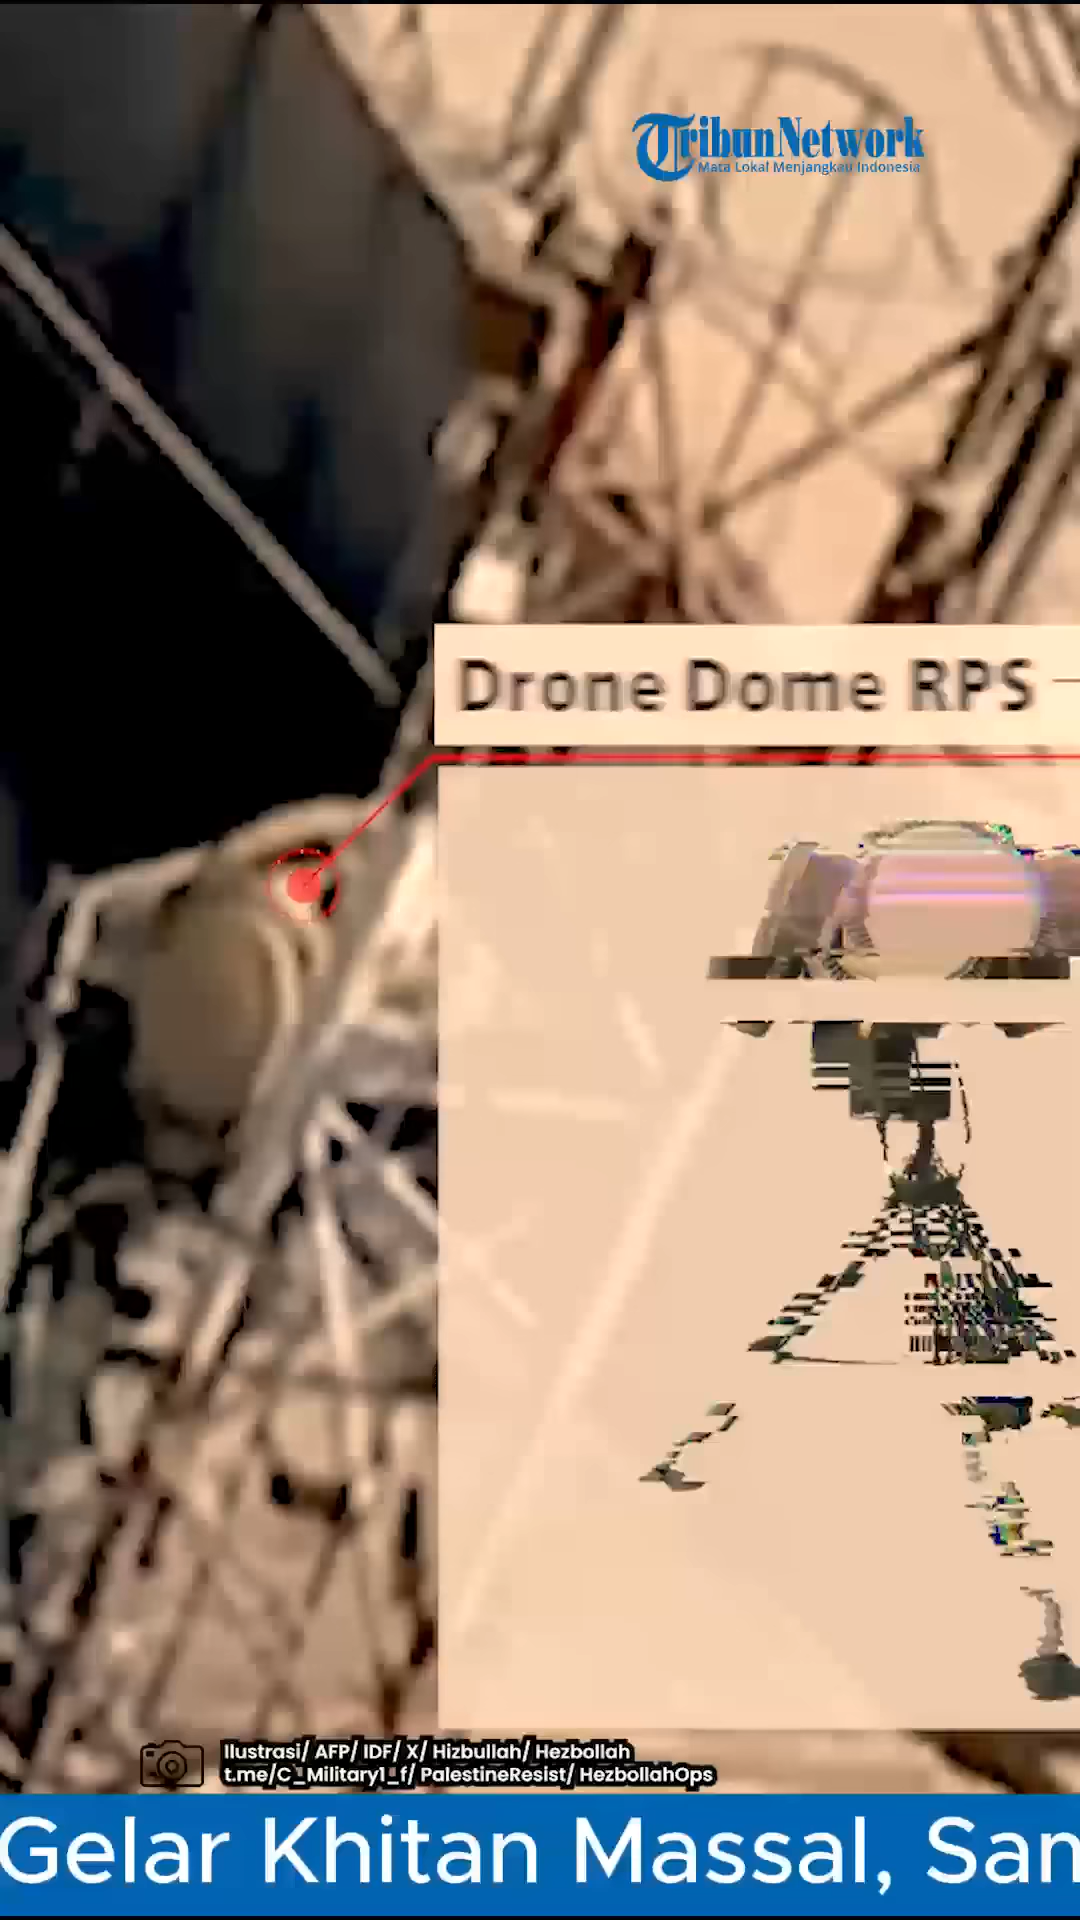 TribunNetwork
Mata Lokal Menjangkau Indonesia
Drone Dome RPS
Ilustrasi/ AFP/ IDF/ X/ Hizbullah/ Hezbollah
t.me/C_Military1_f/ PalestineResist/ HezbollahOps
Gelar Khitan Massal, San